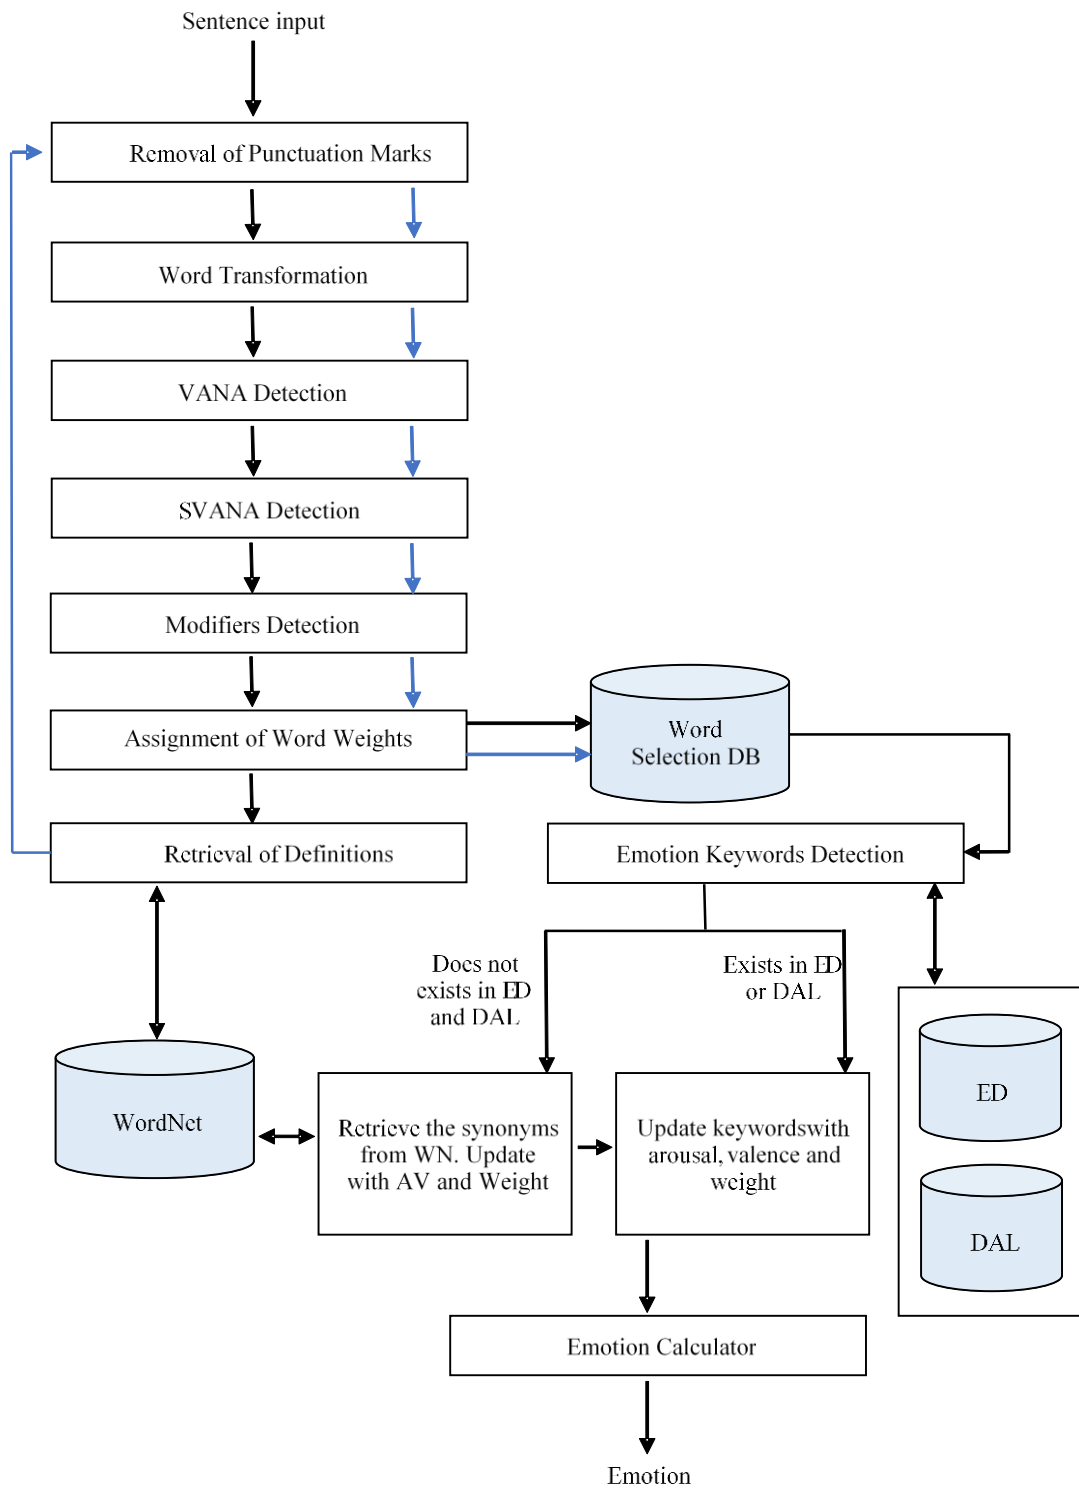 Sentence input
Removal of Punctuation Marks
Word Transformation
VANA Detection
SVANA Detection
Modifiers Detection
Assignment of Word Weights
Word
Selection DB
Retrieval of Definitions
Emotion Keywords Detection
Does not
exists in ED
and DAL
Exists in ED
or DAL
ED
WordNet
Retrieve the synonyms
from WN. Update
with AV and Weight
Update keywordswith
arousal, valence and
weight
DAL
Emotion Calculator
Emotion